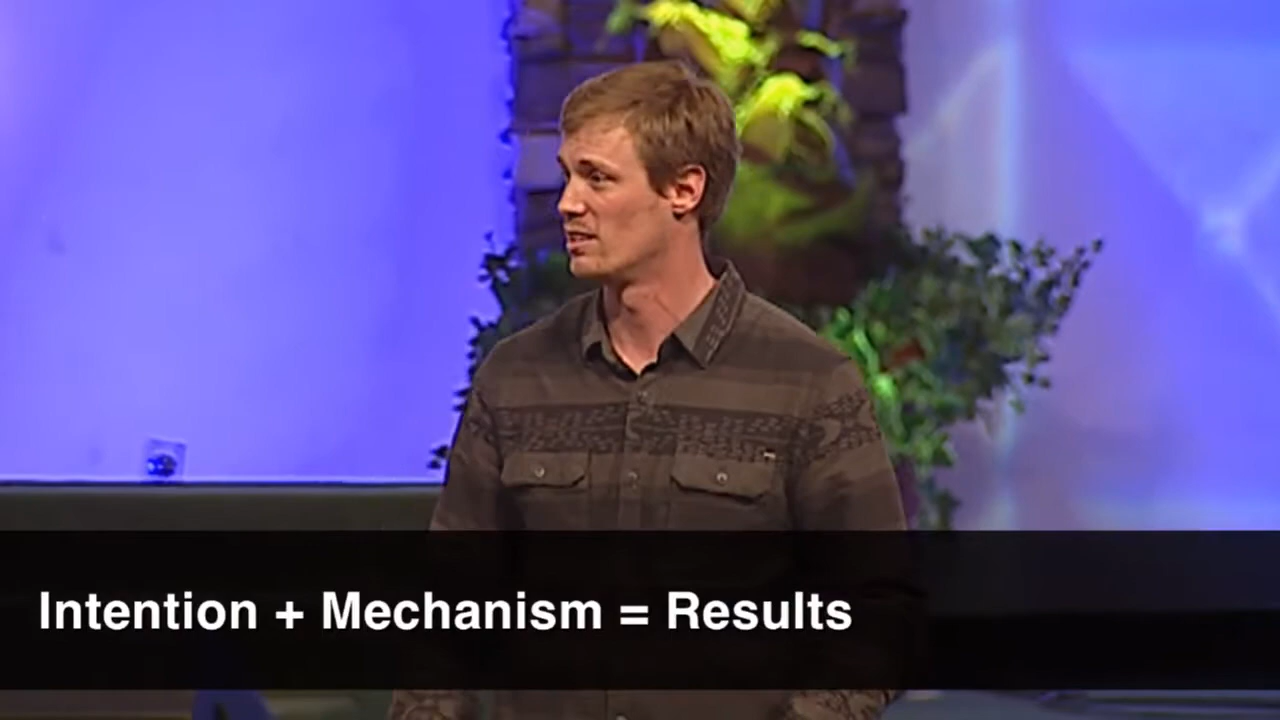 Intention + Mechanism = Results